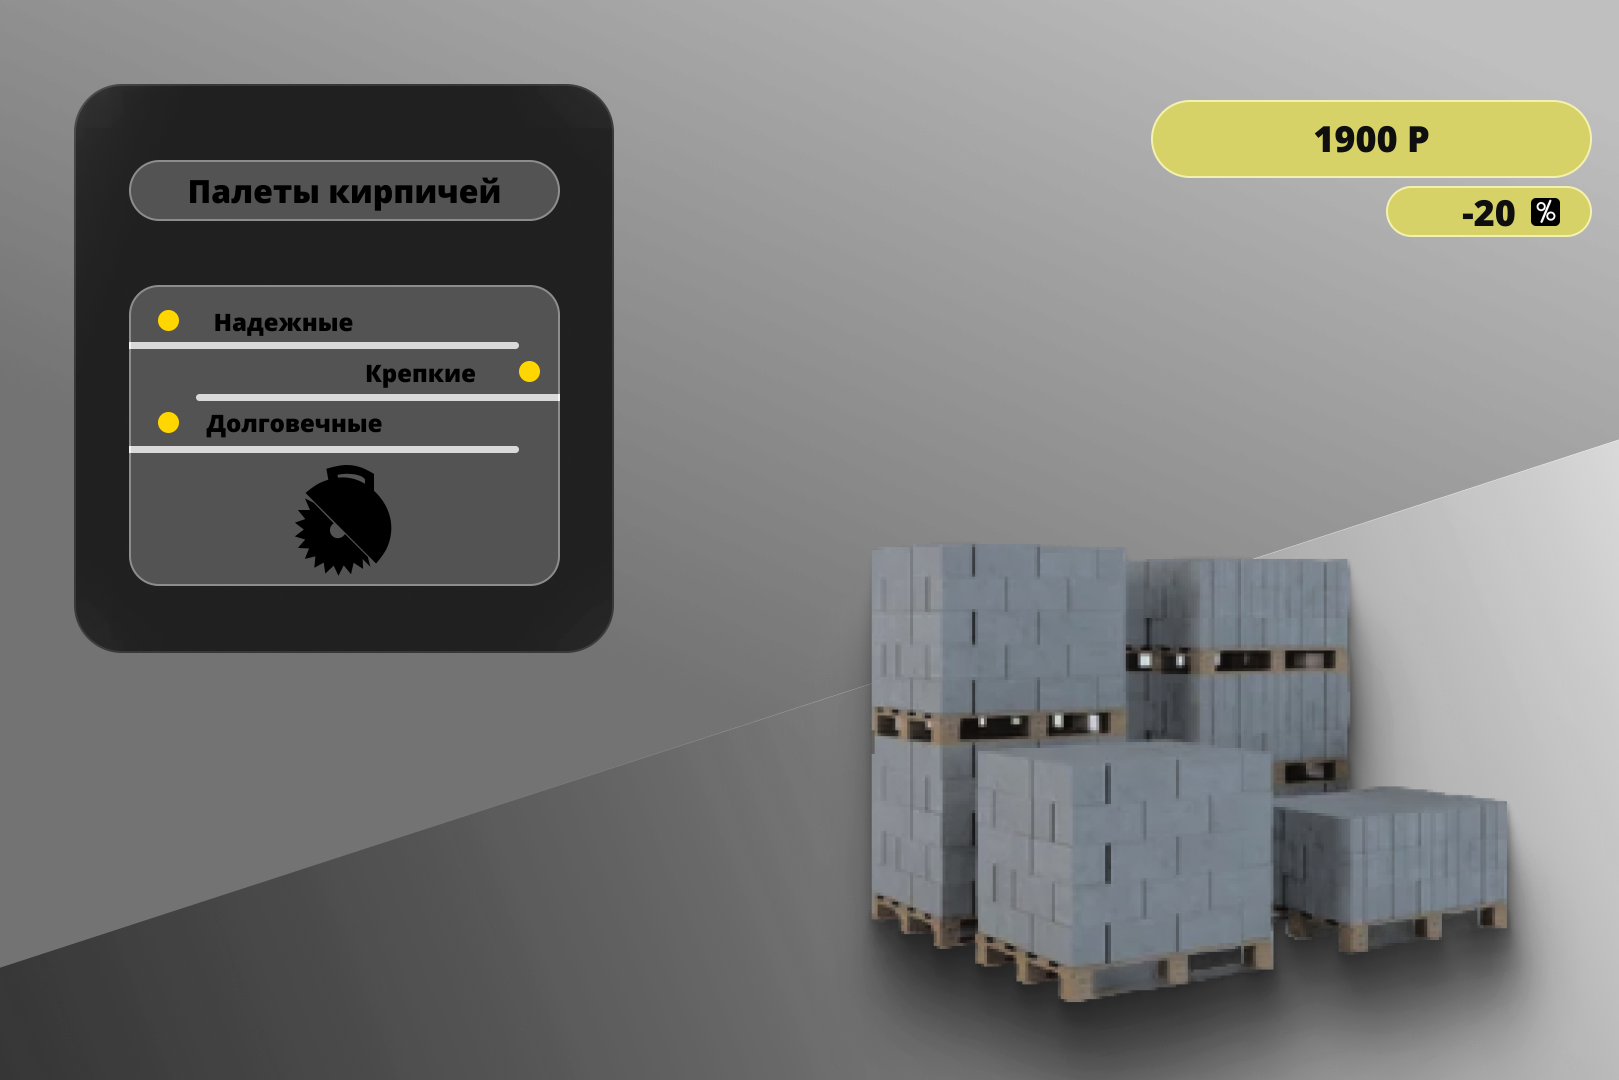 Палеты кирпичей
Надежные
Крепкие
Долговечные
1900 Р
-20 %